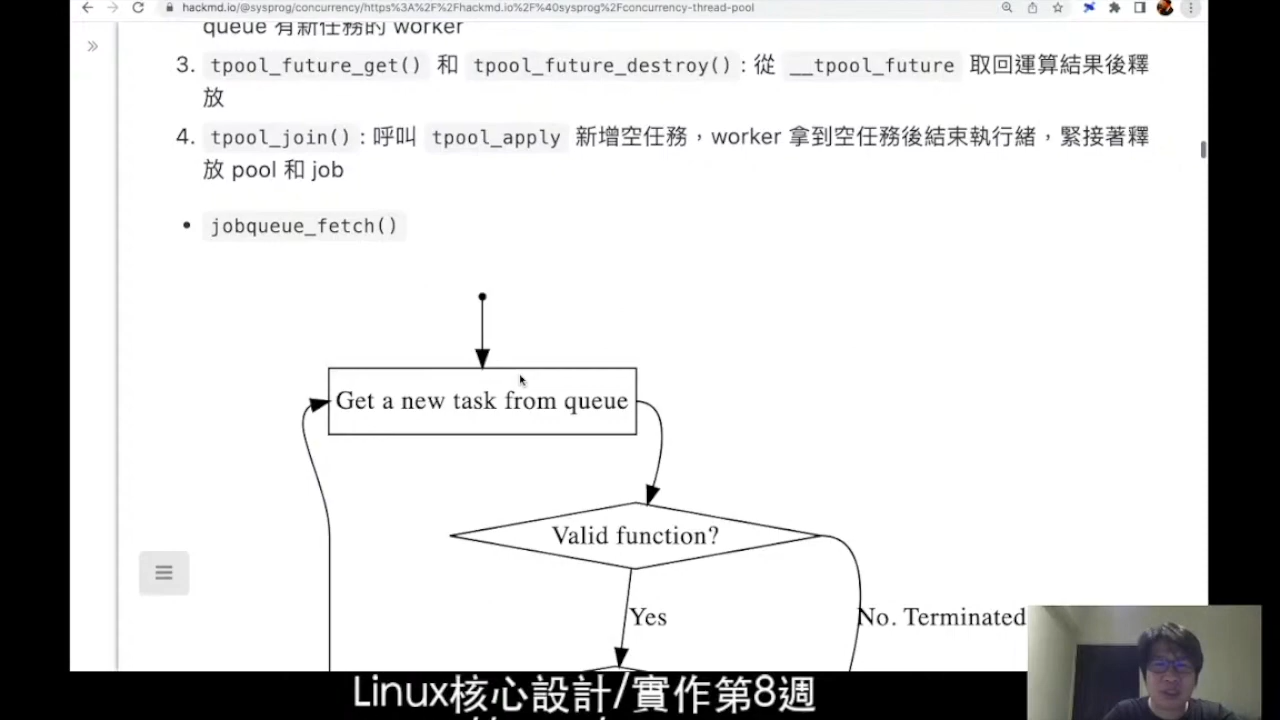 hackmd.io/@sysprog/concurrency/https%3A%2F%2Fhackmd.io%2F%40sysprog%2Fconcurrency-thread-pool
queue 有新任務的 worker
3. tpool_future_get() 和 tpool_future_destroy() : 從 __tpool_future 取回運算結果後釋
放
4. tpool_join() : 呼叫 tpool_apply 新增空任務，worker 拿到空任務後結束執行緒，緊接著釋
放 pool 和 job
• jobqueue_fetch()
Get a new task from queue
Valid function?
Yes
No. Terminated
Linux核心設計/實作第8週